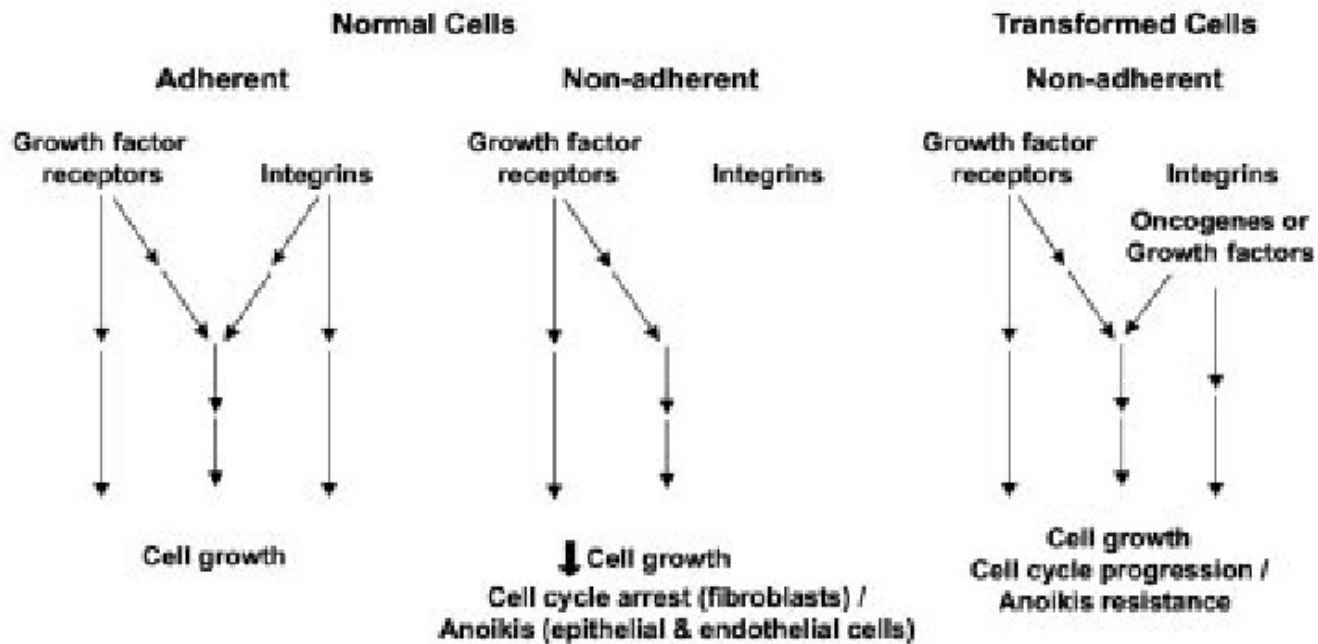 Normal Cells
Transformed Cells
Adherent
Non-adherent
Non-adherent
Growth factor
receptors
Integrins
Growth factor
receptors
Integrins
Growth factor
receptors
Integrins
Oncogenes or
Growth factors
Cell growth
Cell growth
Cell cycle arrest (fibroblasts) /
Anoikis (epithelial & endothelial cells)
Cell growth
Cell cycle progression /
Anoikis resistance